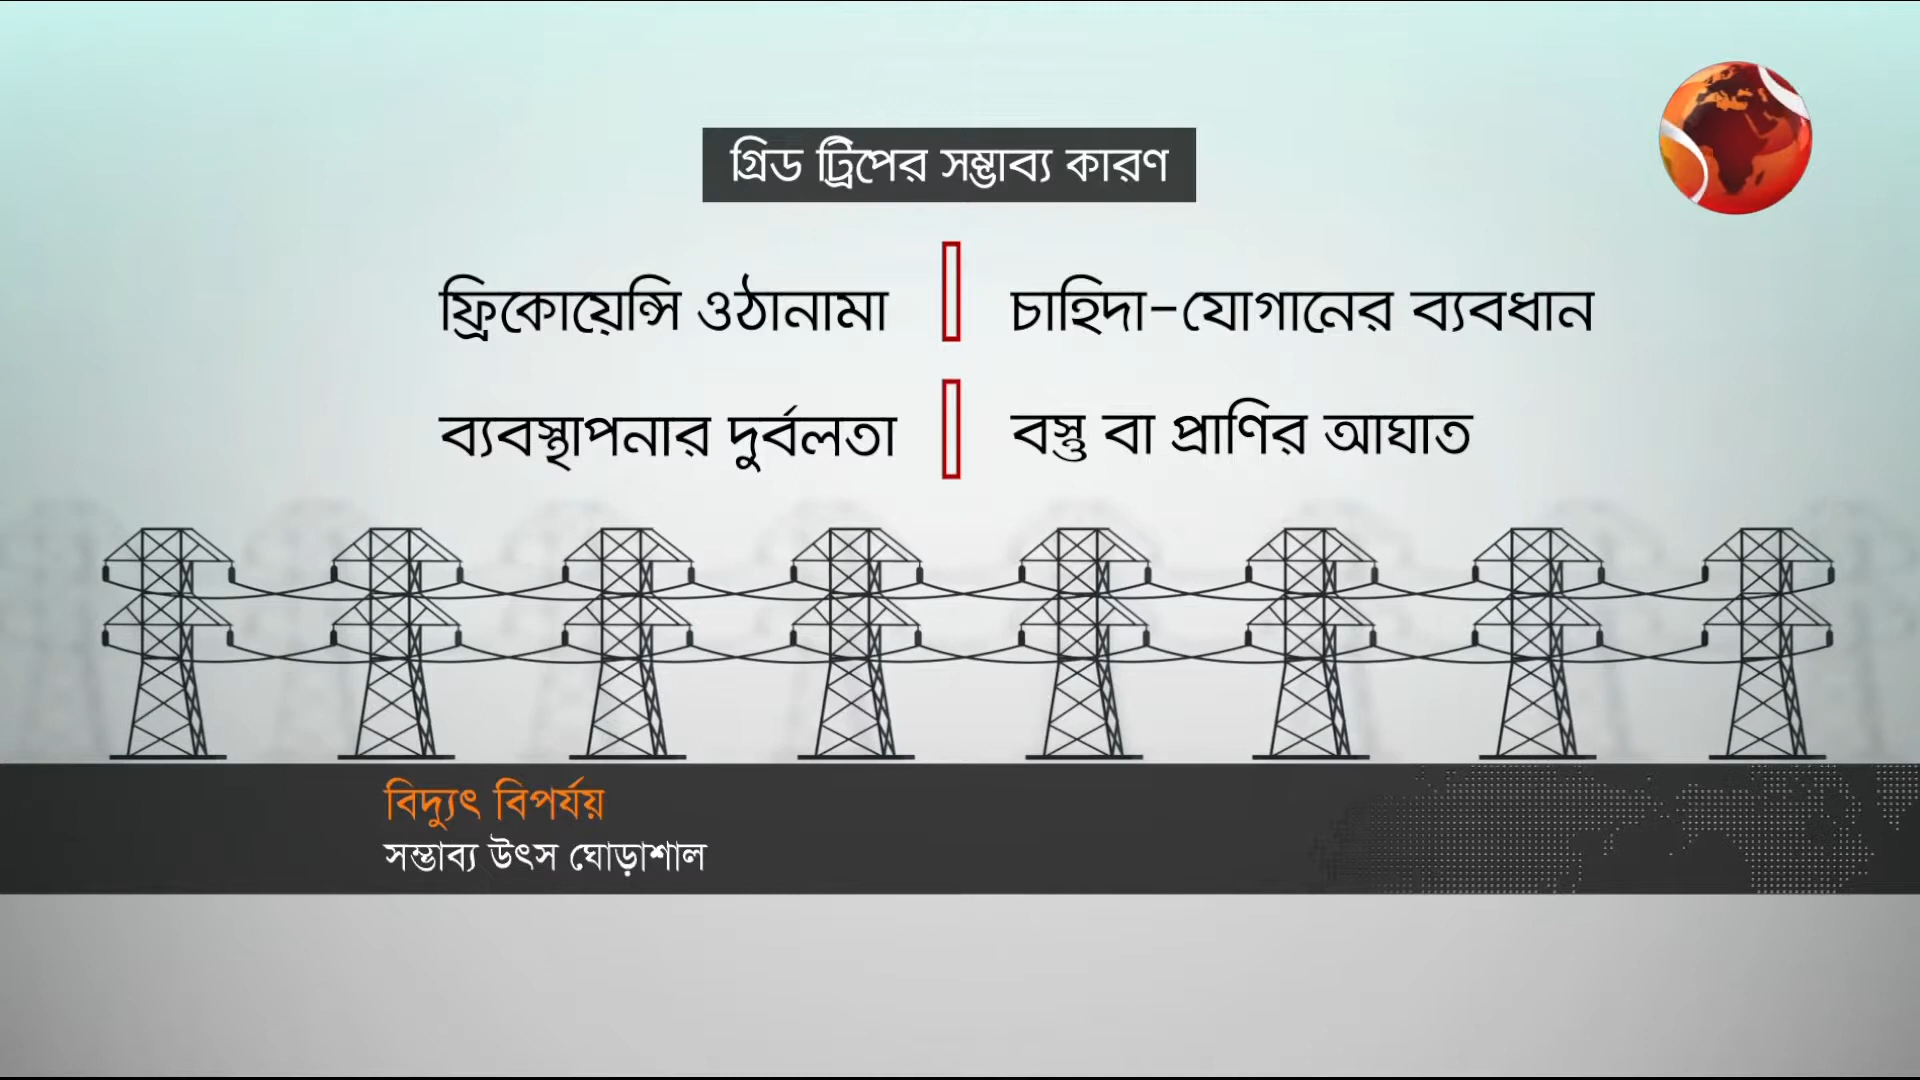 গ্রিড ট্রিপের সম্ভাব্য কারণ
ফ্রিকোয়েন্সি ওঠানামা
চাহিদা-যোগানের ব্যবধান
ব্যবস্থাপনার দুর্বলতা
বস্তু বা প্রাণির আঘাত
বিদ্যুৎ বিপর্যয়
সম্ভাব্য উৎস ঘোড়াশাল